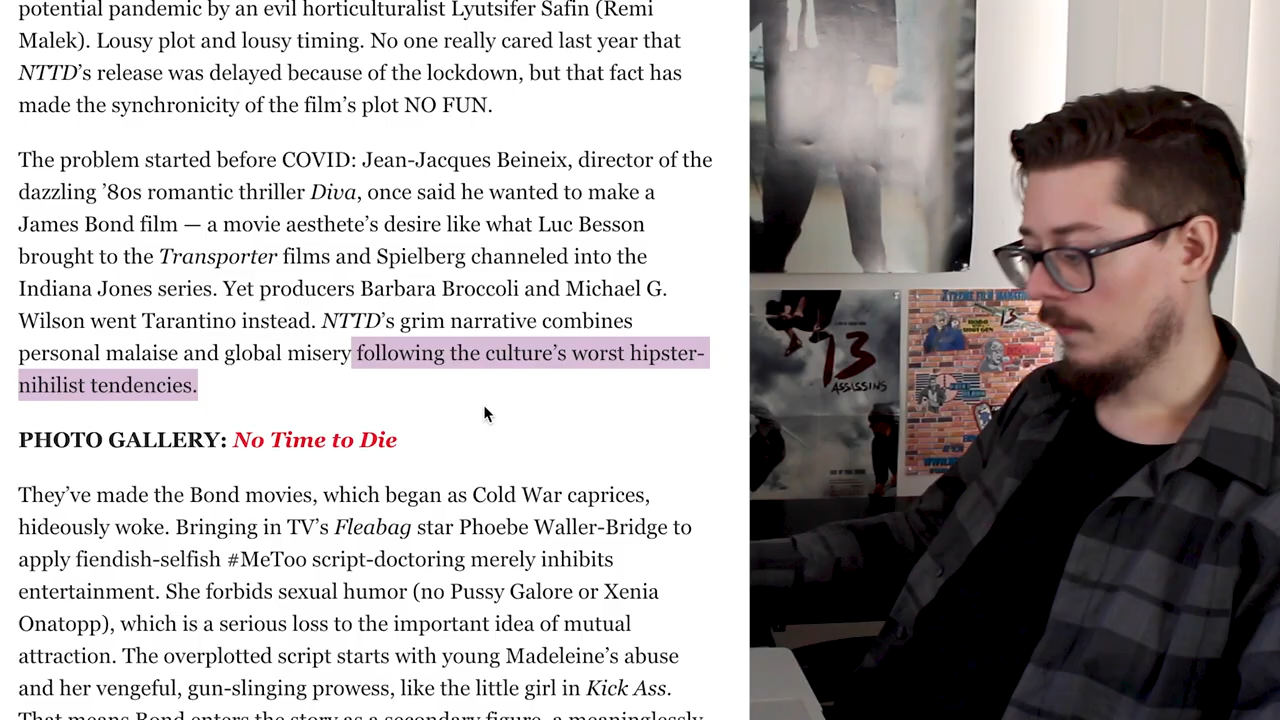 potential pandemic by an evil horticulturalist Lyutsifer Safin (Remi
Malek). Lousy plot and lousy timing. No one really cared last year that
NTTD’s release was delayed because of the lockdown, but that fact has
made the synchronicity of the film’s plot NO FUN.
The problem started before COVID: Jean-Jacques Beineix, director of the
dazzling ’80s romantic thriller Diva, once said he wanted to make a
James Bond film — a movie aesthete’s desire like what Luc Besson
brought to the Transporter films and Spielberg channeled into the
Indiana Jones series. Yet producers Barbara Broccoli and Michael G.
Wilson went Tarantino instead. NTTD’s grim narrative combines
personal malaise and global misery following the culture’s worst hipster-
nihilist tendencies.
PHOTO GALLERY: No Time to Die
They’ve made the Bond movies, which began as Cold War caprices,
hideously woke. Bringing in TV’s Fleabag star Phoebe Waller-Bridge to
apply fiendish-selfish #MeToo script-doctoring merely inhibits
entertainment. She forbids sexual humor (no Pussy Galore or Xenia
Onatopp), which is a serious loss to the important idea of mutual
attraction. The overplotted script starts with young Madeleine’s abuse
and her vengeful, gun-slinging prowess, like the little girl in Kick Ass.
That means Bond enters the story as a secondary figure, a meaninglessly
13
ASSASSINS